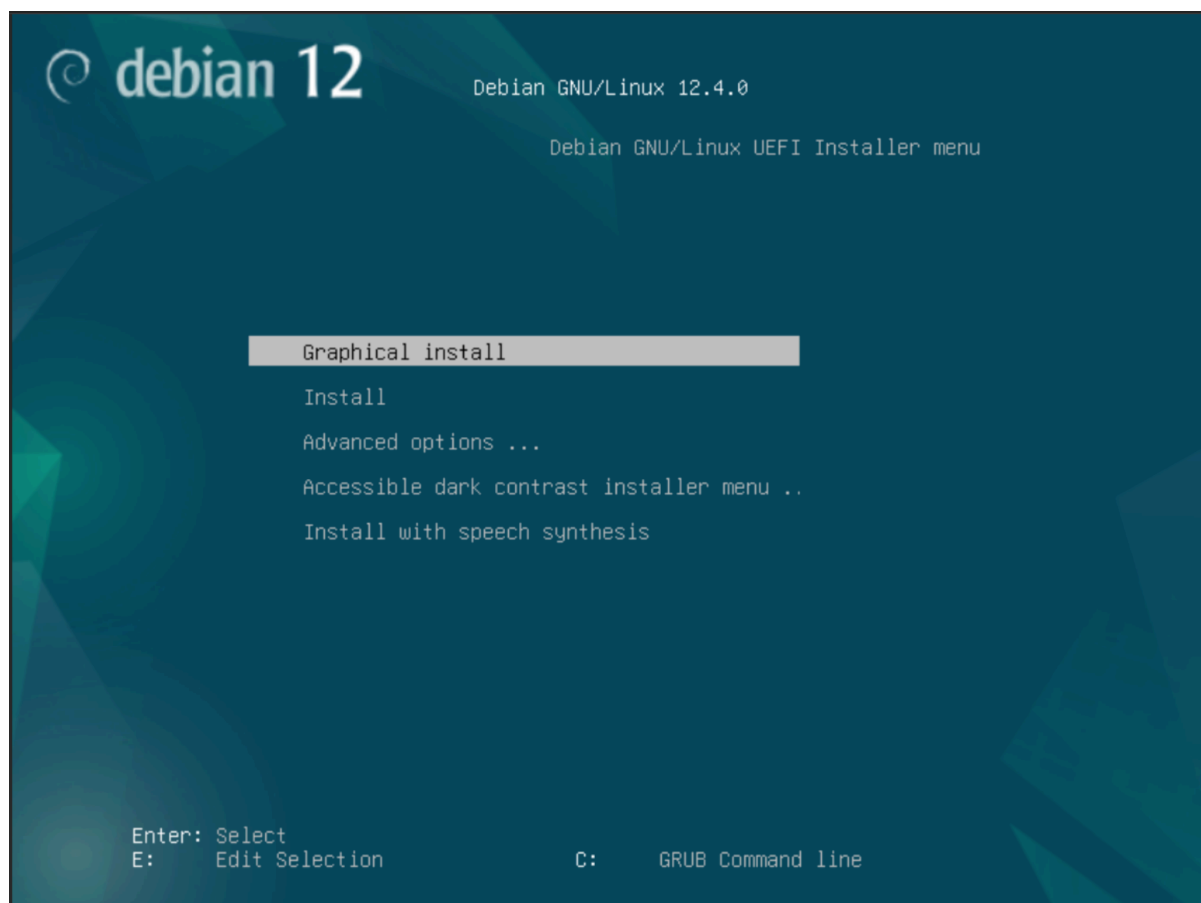 debian 12
Debian GNU/Linux 12.4.0
Debian GNU/Linux UEFI Installer menu
Graphical install
Install
Advanced options ...
Accessible dark contrast installer menu ..
Install with speech synthesis
Enter: Select
E: Edit Selection C: GRUB Command line